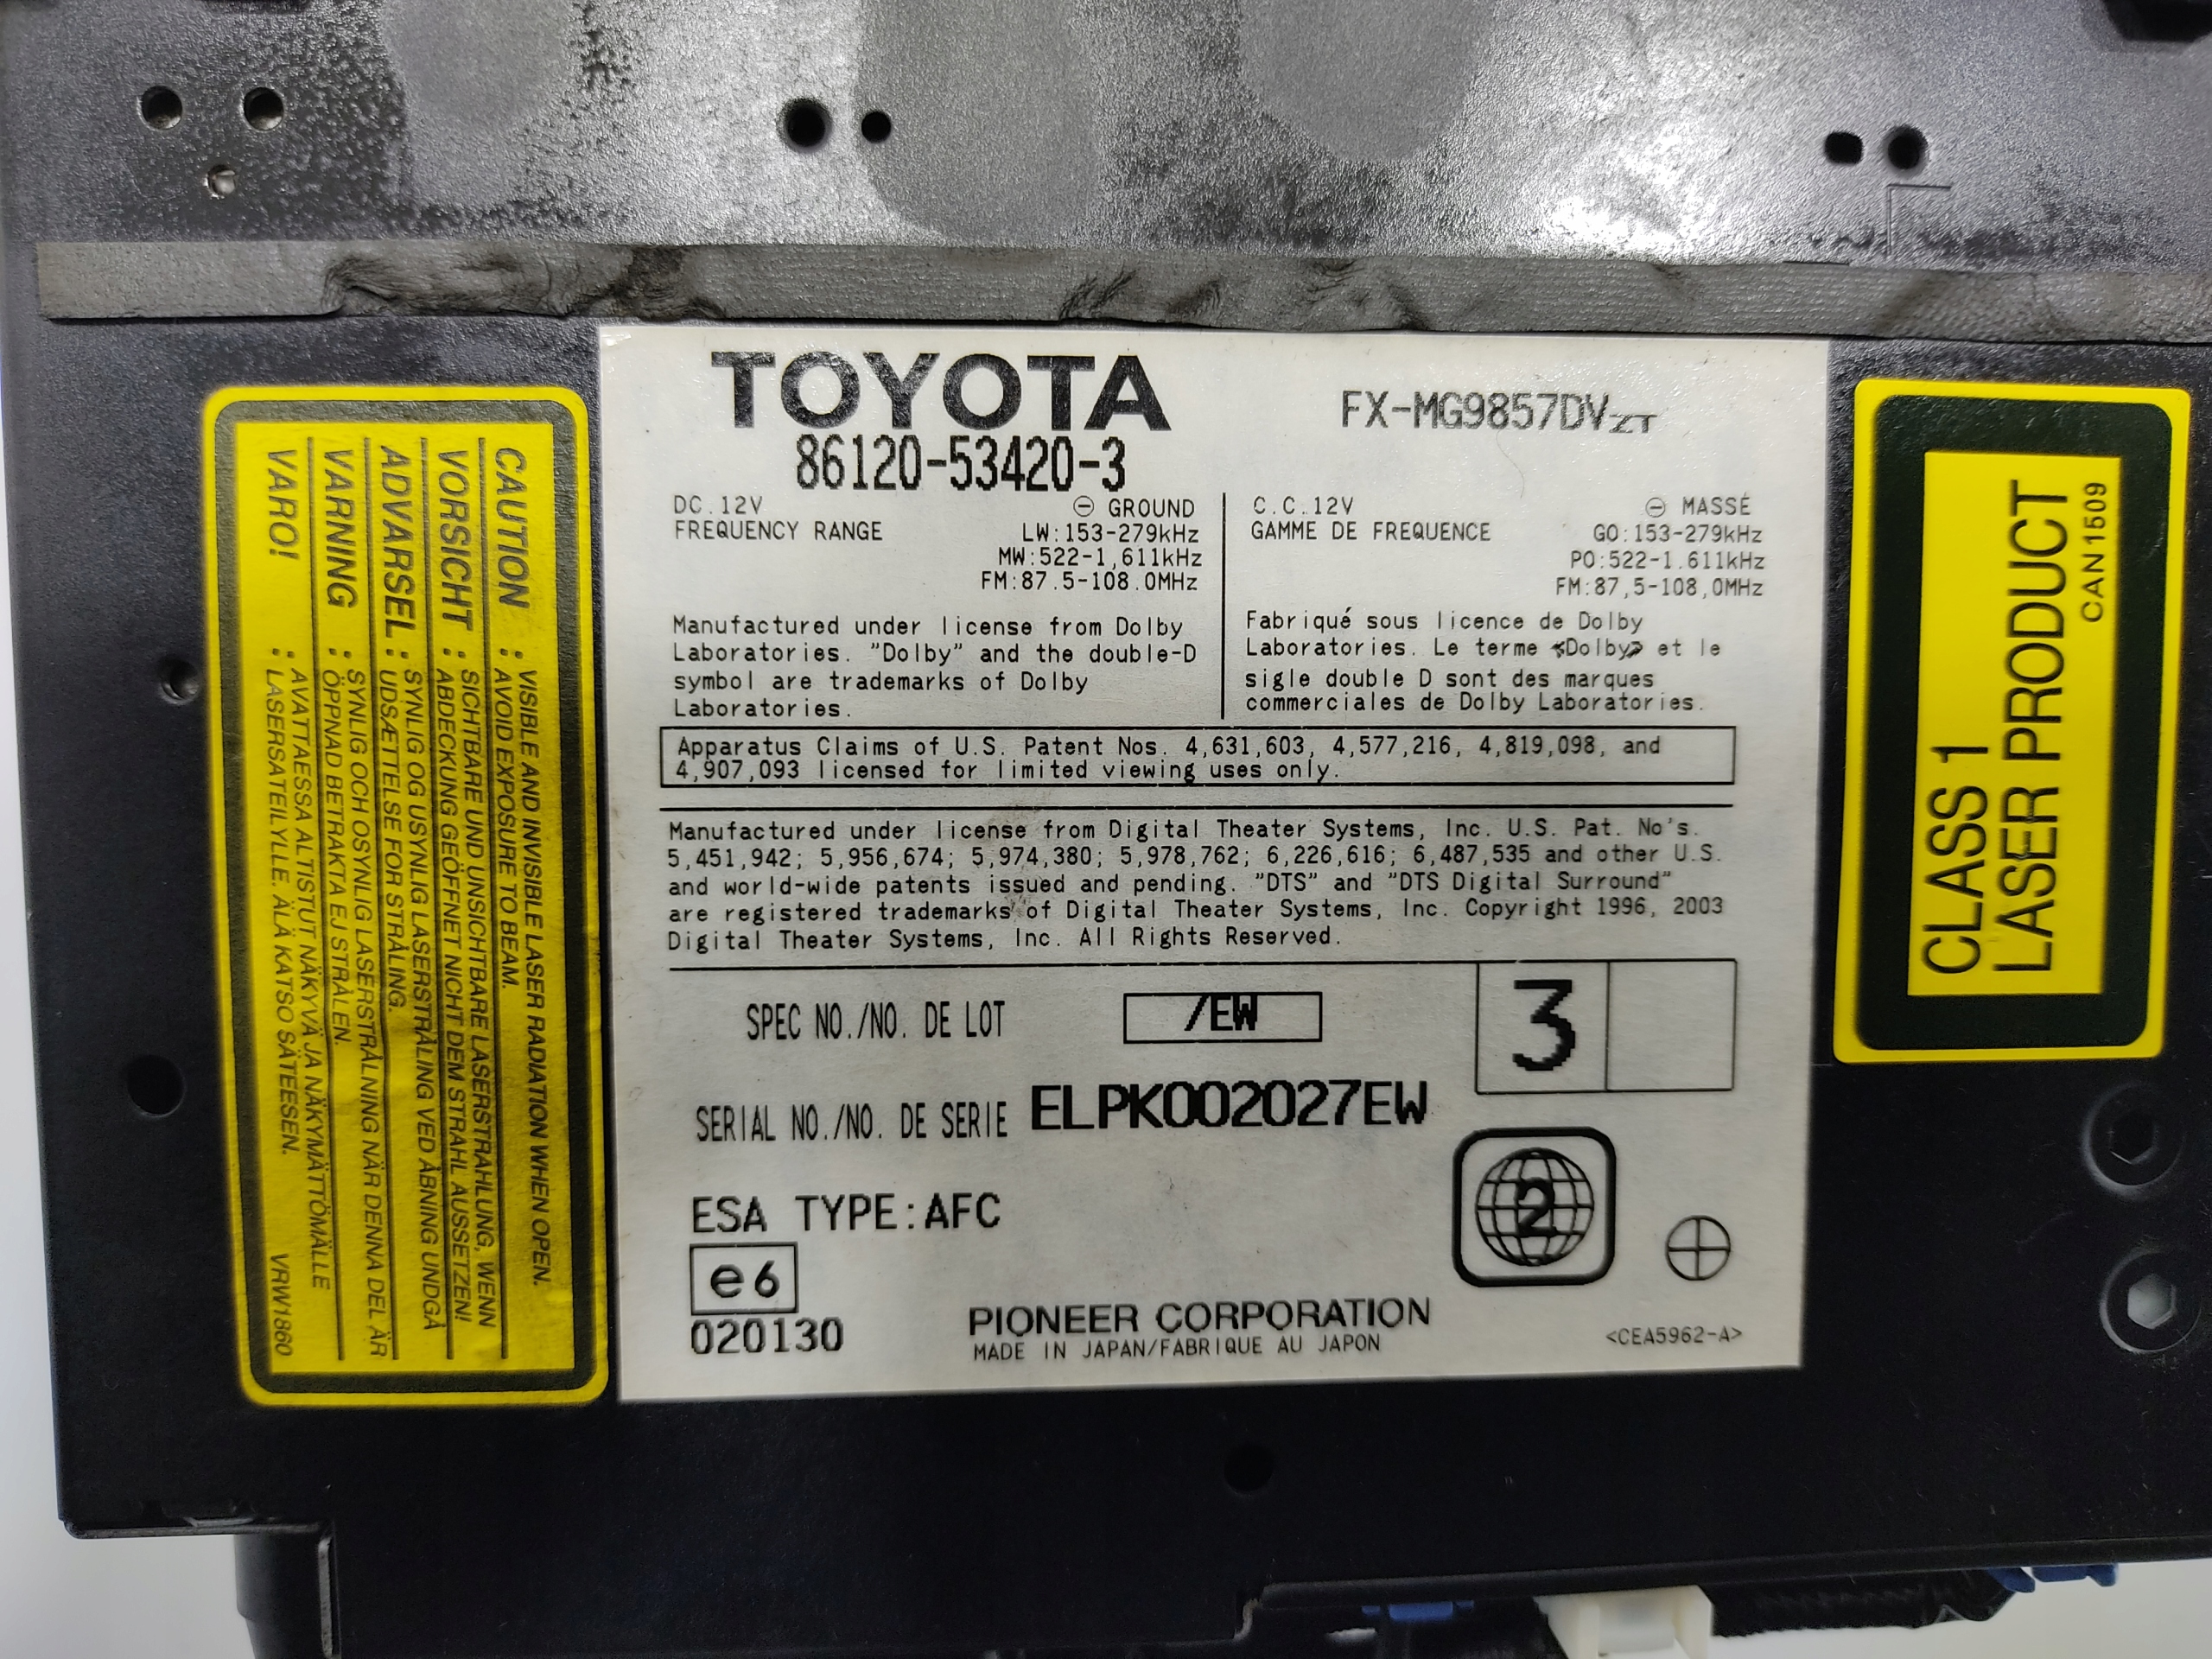 TOYOTA
86120-53420-3
FX-MG9857DVZT
DC.12V ⊖ GROUND
FREQUENCY RANGE LW:153-279kHz
MW:522-1,611kHz
FM:87.5-108.0MHz
C.C.12V ⊖ MASSÉ
GAMME DE FREQUENCE GO:153-279kHz
PO:522-1.611kHz
FM:87,5-108,0MHz
Manufactured under license from Dolby
Laboratories. "Dolby" and the double-D
symbol are trademarks of Dolby
Laboratories.
Fabriqué sous licence de Dolby
Laboratories. Le terme «Dolby» et le
sigle double D sont des marques
commerciales de Dolby Laboratories.
Apparatus Claims of U.S. Patent Nos. 4,631,603, 4,577,216, 4,819,098, and
4,907,093 licensed for limited viewing uses only.
Manufactured under license from Digital Theater Systems, Inc. U.S. Pat. No's.
5,451,942; 5,956,674; 5,974,380; 5,978,762; 6,226,616; 6,487,535 and other U.S.
and world-wide patents issued and pending. "DTS" and "DTS Digital Surround"
are registered trademarks of Digital Theater Systems, Inc. Copyright 1996, 2003
Digital Theater Systems, Inc. All Rights Reserved.
SPEC NO./NO. DE LOT /EW
3
SERIAL NO./NO. DE SERIE ELPK002027EW
ESA TYPE:AFC
2
e6
020130
PIONEER CORPORATION
MADE IN JAPAN/FABRIQUE AU JAPON
<CEA5962-A>
CAUTION : VISIBLE AND INVISIBLE LASER RADIATION WHEN OPEN.
AVOID EXPOSURE TO BEAM.
VORSICHT : SICHTBARE UND UNSICHTBARE LASERSTRAHLUNG, WENN
ABDECKUNG GEÖFFNET NICHT DEM STRAHL AUSSETZEN!
ADVARSEL : SYNLIG OG USYNLIG LASERSTRÅLING VED ÅBNING UNDGÅ
UDSÆTTELSE FOR STRÅLING.
WARNING : SYNLIG OCH OSYNLIG LASERSTRÅLNING NÄR DENNA DEL ÄR
ÖPPNAD BETRAKTA EJ STRÅLEN.
VARO! : AVATTAESSA ALTISTUT NÄKYVÄ JA NÄKYMÄTTÖMÄLLE
LASERSATEILYLLE. ÄLÄ KATSO SÄTEESEN.
VRW1860
CLASS 1
LASER PRODUCT
CAN1509